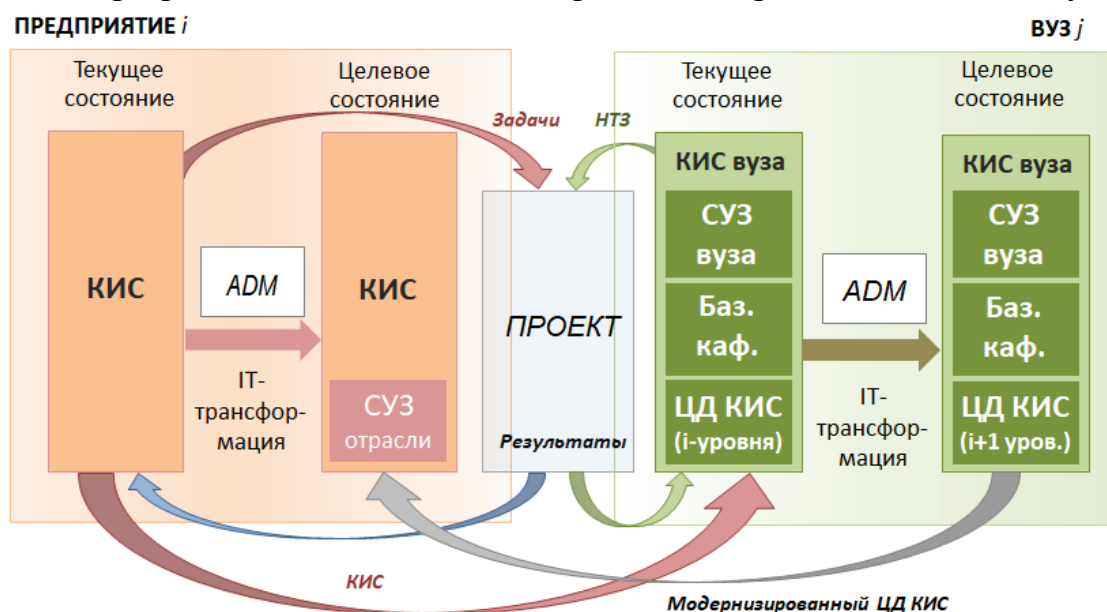 ПРЕДПРИЯТИЕ i
ВУЗ j
Текущее
состояние
Целевое
состояние
Текущее
состояние
Целевое
состояние
Задачи
НТЗ
КИС
ADM
IT-
трансфор-
мация
КИС
СУЗ
отрасли
ПРОЕКТ
Результаты
КИС вуза
СУЗ
вуза
Баз.
каф.
ЦД КИС
(i-уровня)
ADM
IT-
трансфор-
мация
КИС вуза
СУЗ
вуза
Баз.
каф.
ЦД КИС
(i+1 уров.)
КИС
Модернизированный ЦД КИС